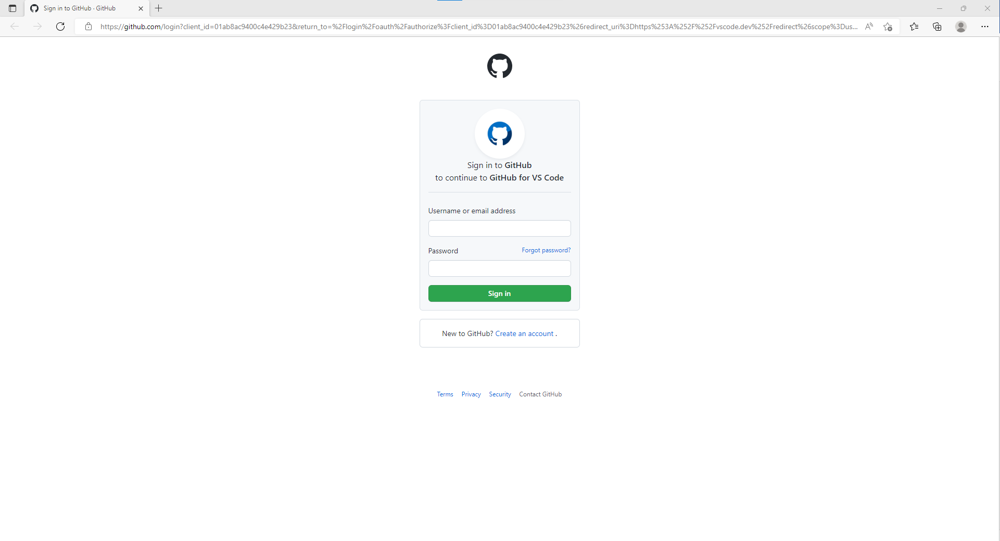 Sign in to GitHub · GitHub
https://github.com/login?client_id=01ab8ac9400c4e429b23&return_to=%2Flogin%2Foauth%2Fauthorize%3Fclient_id%3D01ab8ac9400c4e429b23%26redirect_uri%3Dhttps%253A%252F%252Fvscode.dev%252Fredirect%26scope%3Dus...
Sign in to GitHub
to continue to GitHub for VS Code
Username or email address
Password Forgot password?
Sign in
New to GitHub? Create an account .
Terms Privacy Security Contact GitHub